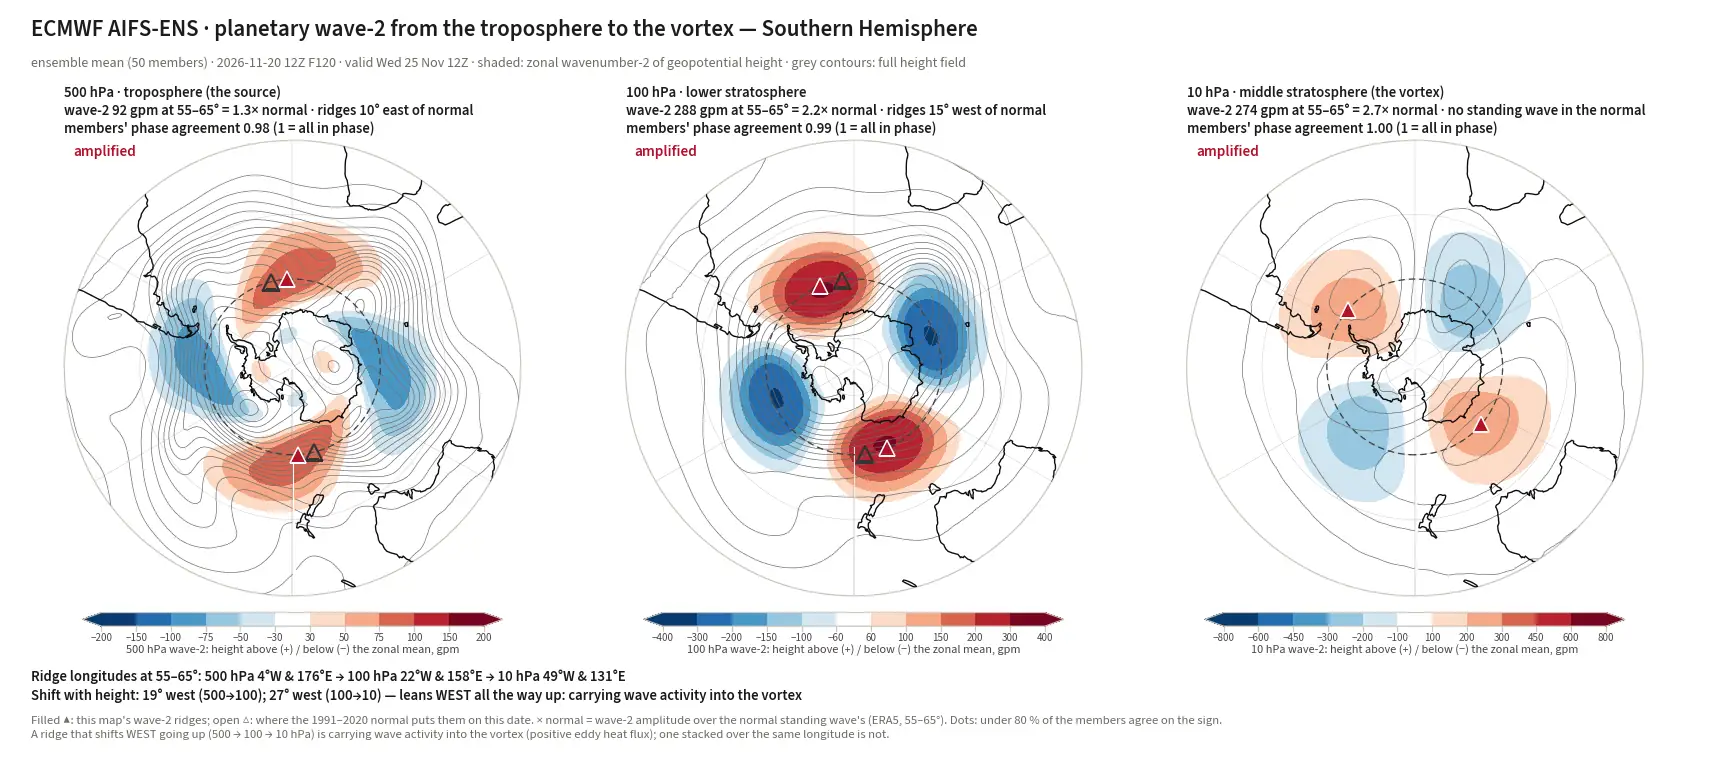 ECMWF AIFS-ENS · planetary wave-2 from the troposphere to the vortex — Southern Hemisphere
ensemble mean (50 members) · 2026-11-20 12Z F120 · valid Wed 25 Nov 12Z · shaded: zonal wavenumber-2 of geopotential height · grey contours: full height field
500 hPa · troposphere (the source)
wave-2 92 gpm at 55–65° = 1.3× normal · ridges 10° east of normal
members' phase agreement 0.98 (1 = all in phase)
amplified
100 hPa · lower stratosphere
wave-2 288 gpm at 55–65° = 2.2× normal · ridges 15° west of normal
members' phase agreement 0.99 (1 = all in phase)
amplified
10 hPa · middle stratosphere (the vortex)
wave-2 274 gpm at 55–65° = 2.7× normal · no standing wave in the normal
members' phase agreement 1.00 (1 = all in phase)
amplified
−200 −150 −100 −75 −50 −30 30 50 75 100 150 200
500 hPa wave-2: height above (+) / below (−) the zonal mean, gpm
−400 −300 −200 −150 −100 −60 60 100 150 200 300 400
100 hPa wave-2: height above (+) / below (−) the zonal mean, gpm
−800 −600 −450 −300 −200 −100 100 200 300 450 600 800
10 hPa wave-2: height above (+) / below (−) the zonal mean, gpm
Ridge longitudes at 55–65°: 500 hPa 4°W & 176°E → 100 hPa 22°W & 158°E → 10 hPa 49°W & 131°E
Shift with height: 19° west (500→100); 27° west (100→10) — leans WEST all the way up: carrying wave activity into the vortex
Filled ▲: this map's wave-2 ridges; open △: where the 1991–2020 normal puts them on this date. × normal = wave-2 amplitude over the normal standing wave's (ERA5, 55–65°). Dots: under 80 % of the members agree on the sign.
A ridge that shifts WEST going up (500 → 100 → 10 hPa) is carrying wave activity into the vortex (positive eddy heat flux); one stacked over the same longitude is not.